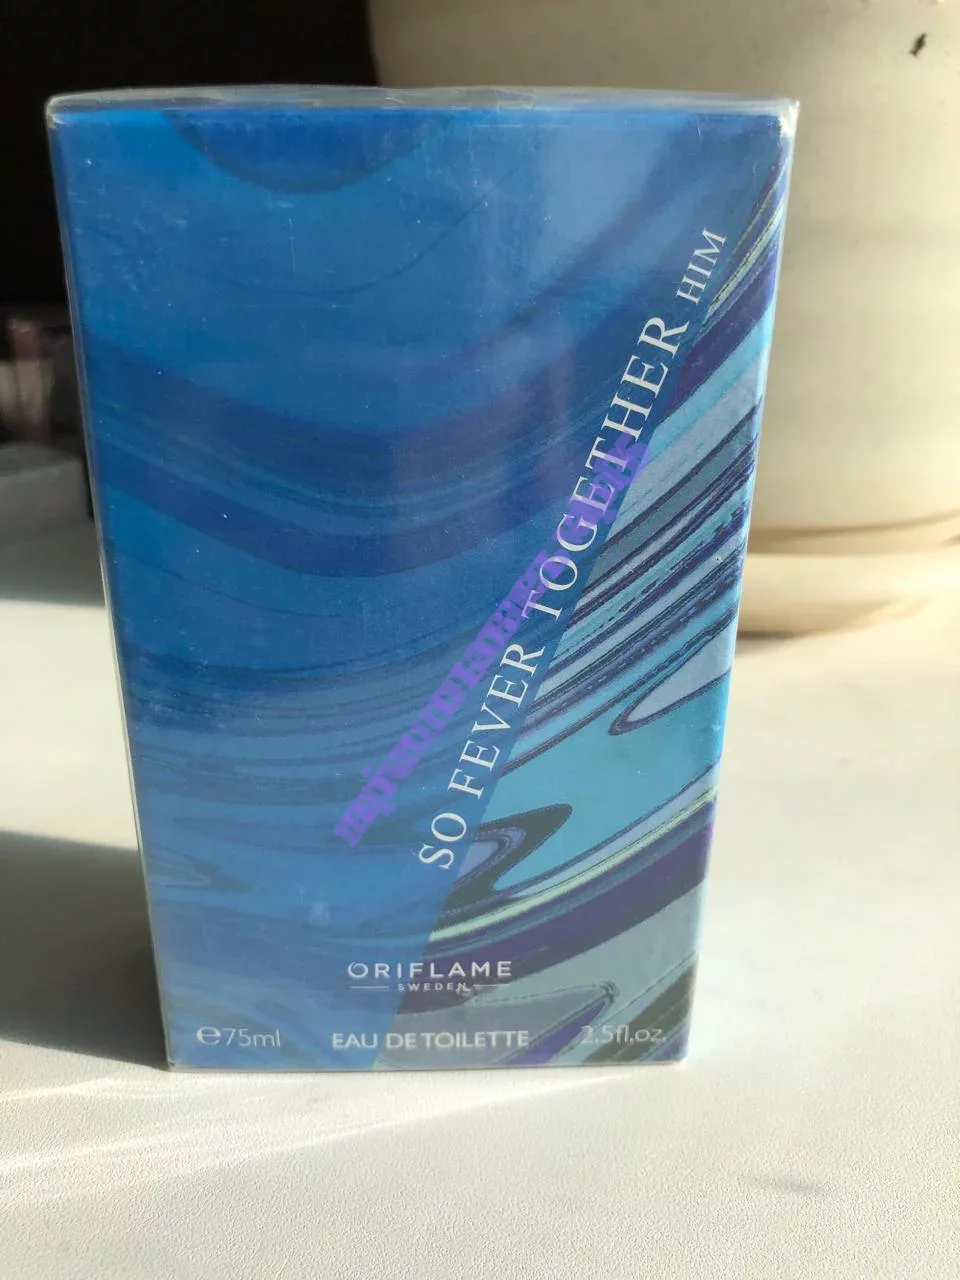 SO FEVER TOGETHER HIM
ORIFLAME
SWEDEN
℮75ml EAU DE TOILETTE 2.5fl.oz.